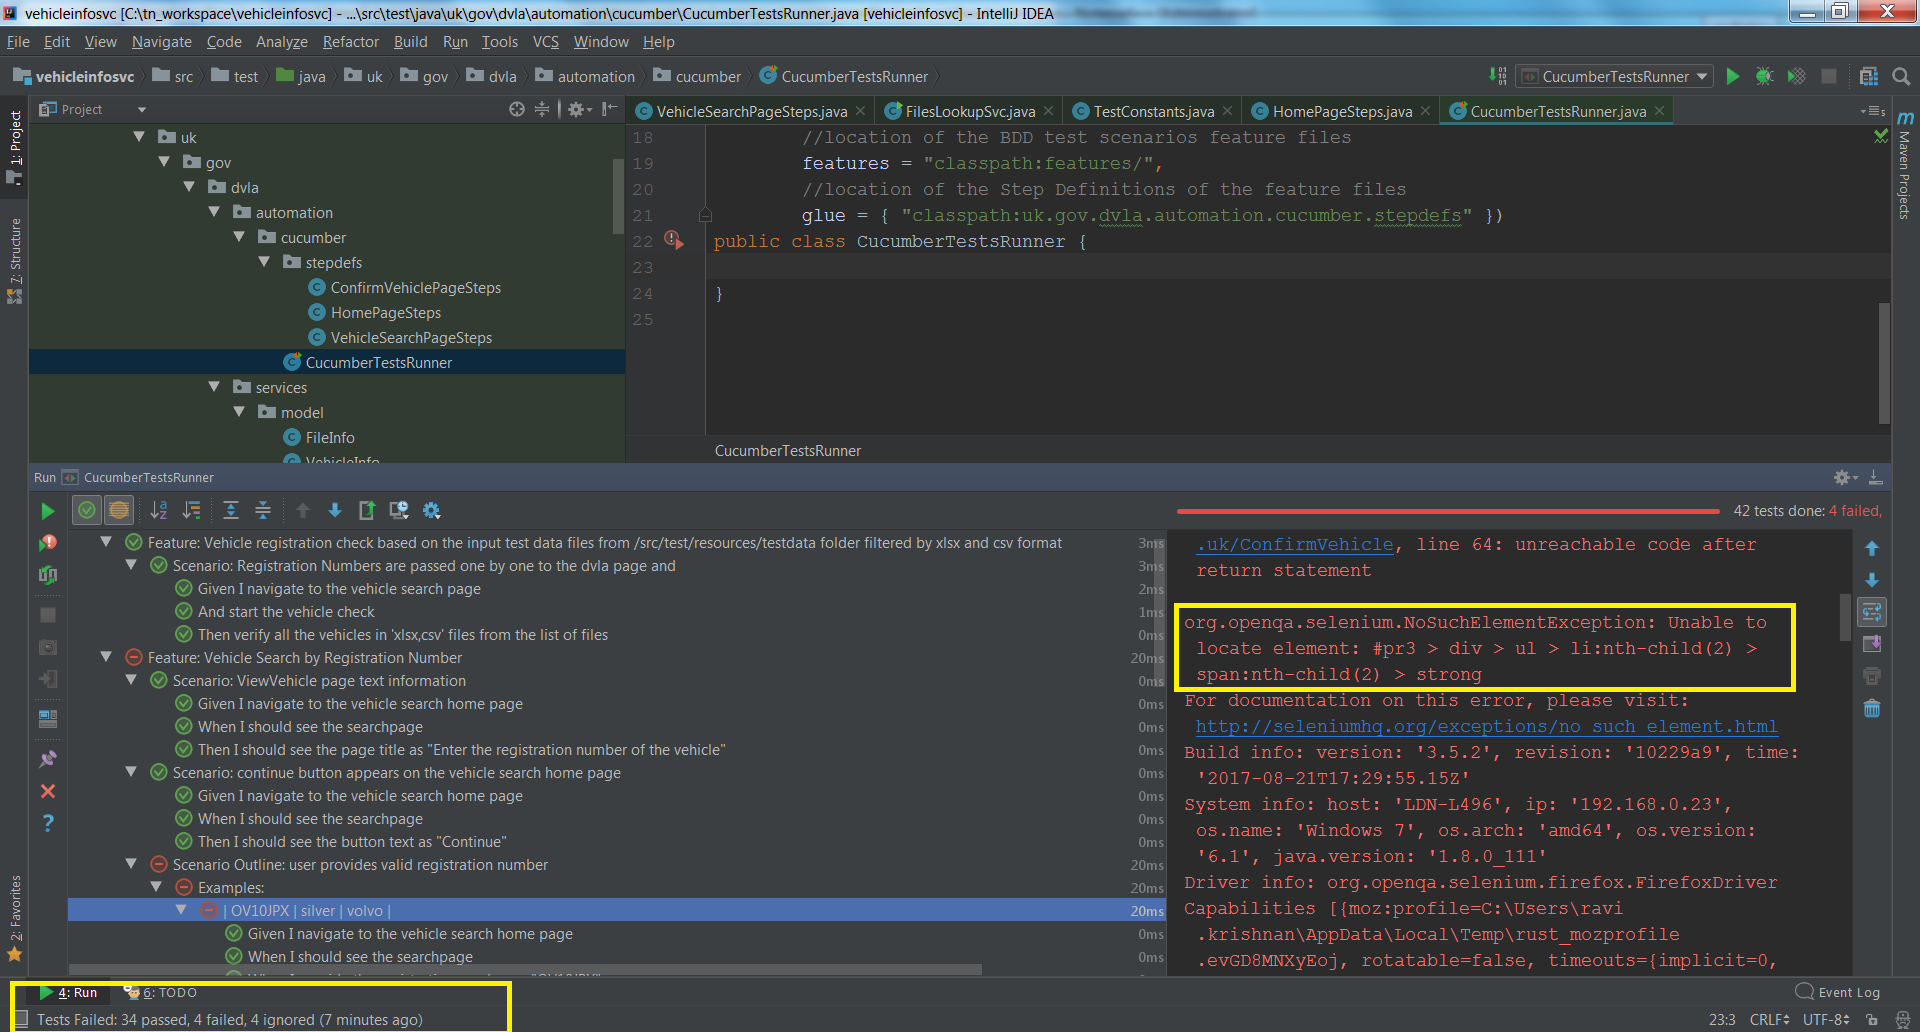 vehicleinfosvc [C:\tn_workspace\vehicleinfosvc] - ...\src\test\java\uk\gov\dvla\automation\cucumber\CucumberTestsRunner.java [vehicleinfosvc] - IntelliJ IDEA
File Edit View Navigate Code Analyze Refactor Build Run Tools VCS Window Help
vehicleinfosvc src test java uk gov dvla automation cucumber CucumberTestsRunner
CucumberTestsRunner
Project
VehicleSearchPageSteps.java FilesLookupSvc.java TestConstants.java HomePageSteps.java CucumberTestsRunner.java
1: Project
7: Structure
2: Favorites
Maven Projects
uk
gov
dvla
automation
cucumber
stepdefs
ConfirmVehiclePageSteps
HomePageSteps
VehicleSearchPageSteps
CucumberTestsRunner
services
model
FileInfo
VehicleInfo
18 //location of the BDD test scenarios feature files
19 features = "classpath:features/",
20 //location of the Step Definitions of the feature files
21 glue = { "classpath:uk.gov.dvla.automation.cucumber.stepdefs" })
22 public class CucumberTestsRunner {
23
24 }
25
CucumberTestsRunner
Run CucumberTestsRunner
42 tests done: 4 failed,
Feature: Vehicle registration check based on the input test data files from /src/test/resources/testdata folder filtered by xlsx and csv format 3ms
Scenario: Registration Numbers are passed one by one to the dvla page and 3ms
Given I navigate to the vehicle search page 2ms
And start the vehicle check 1ms
Then verify all the vehicles in 'xlsx,csv' files from the list of files 0ms
Feature: Vehicle Search by Registration Number 20ms
Scenario: ViewVehicle page text information 0ms
Given I navigate to the vehicle search home page 0ms
When I should see the searchpage 0ms
Then I should see the page title as "Enter the registration number of the vehicle" 0ms
Scenario: continue button appears on the vehicle search home page 0ms
Given I navigate to the vehicle search home page 0ms
When I should see the searchpage 0ms
Then I should see the button text as "Continue" 0ms
Scenario Outline: user provides valid registration number 20ms
Examples: 20ms
| OV10JPX | silver | volvo | 20ms
Given I navigate to the vehicle search home page 0ms
When I should see the searchpage 0ms
.uk/ConfirmVehicle, line 64: unreachable code after
return statement
org.openqa.selenium.NoSuchElementException: Unable to
locate element: #pr3 > div > ul > li:nth-child(2) >
span:nth-child(2) > strong
For documentation on this error, please visit:
http://seleniumhq.org/exceptions/no_such_element.html
Build info: version: '3.5.2', revision: '10229a9', time:
'2017-08-21T17:29:55.15Z'
System info: host: 'LDN-L496', ip: '192.168.0.23',
os.name: 'Windows 7', os.arch: 'amd64', os.version:
'6.1', java.version: '1.8.0_111'
Driver info: org.openqa.selenium.firefox.FirefoxDriver
Capabilities [{moz:profile=C:\Users\ravi
.krishnan\AppData\Local\Temp\rust_mozprofile
.evGD8MNXyEoj, rotatable=false, timeouts={implicit=0,
4: Run 6: TODO
Event Log
Tests Failed: 34 passed, 4 failed, 4 ignored (7 minutes ago)
23:3 CRLF UTF-8